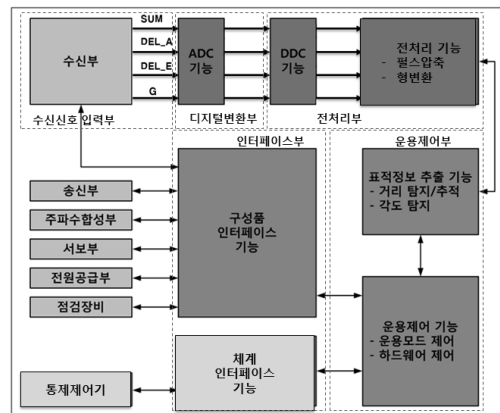 SUM
DEL_A
DEL_E
G
수신부
ADC
기능
DDC
기능
전처리 기능
- 펄스압축
- 형변환
수신신호 입력부
디지털변환부
전처리부
인터페이스부
운용제어부
송신부
주파수합성부
서보부
전원공급부
점검장비
구성품
인터페이스
기능
표적정보 추출 기능
- 거리 탐지/추적
- 각도 탐지
운용제어 기능
- 운용모드 제어
- 하드웨어 제어
체계
인터페이스
기능
통제제어기